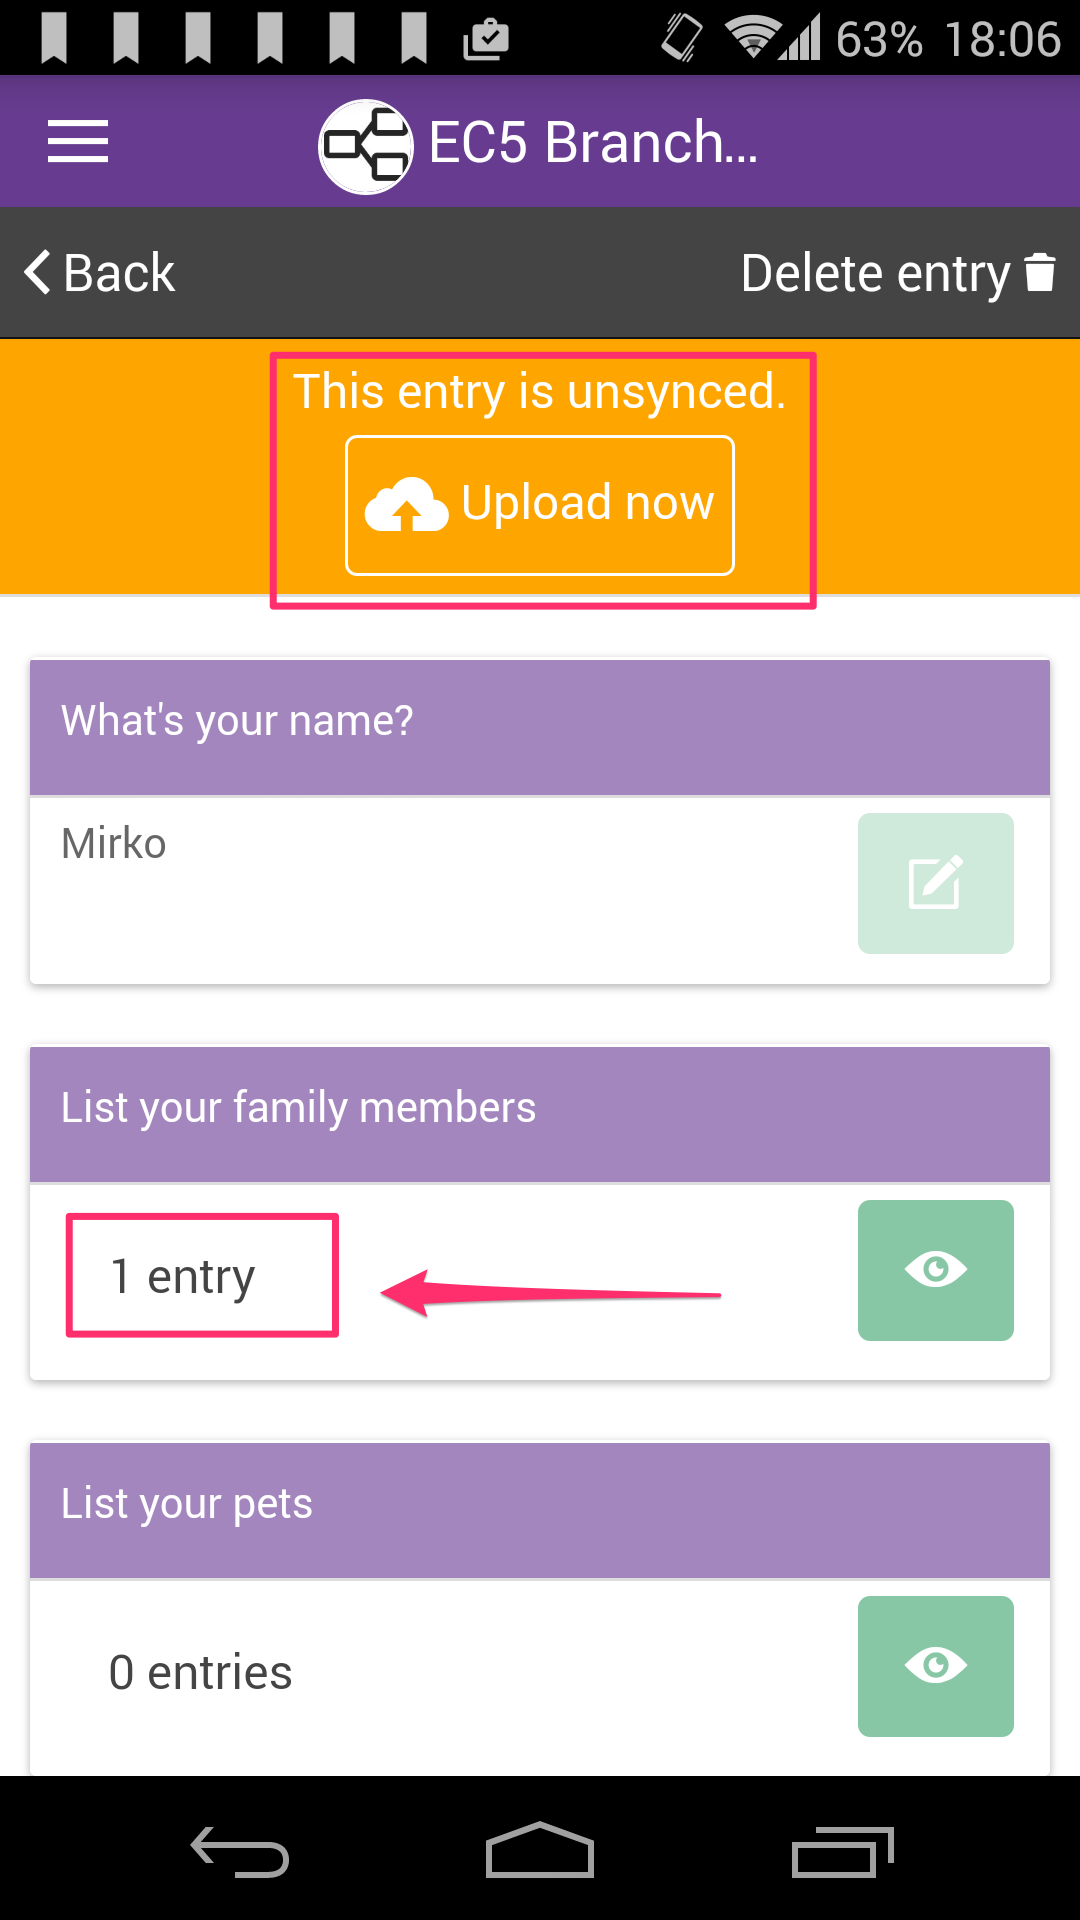 63% 18:06
EC5 Branch...
Back
Delete entry
This entry is unsynced.
Upload now
What's your name?
Mirko
List your family members
1 entry
List your pets
0 entries